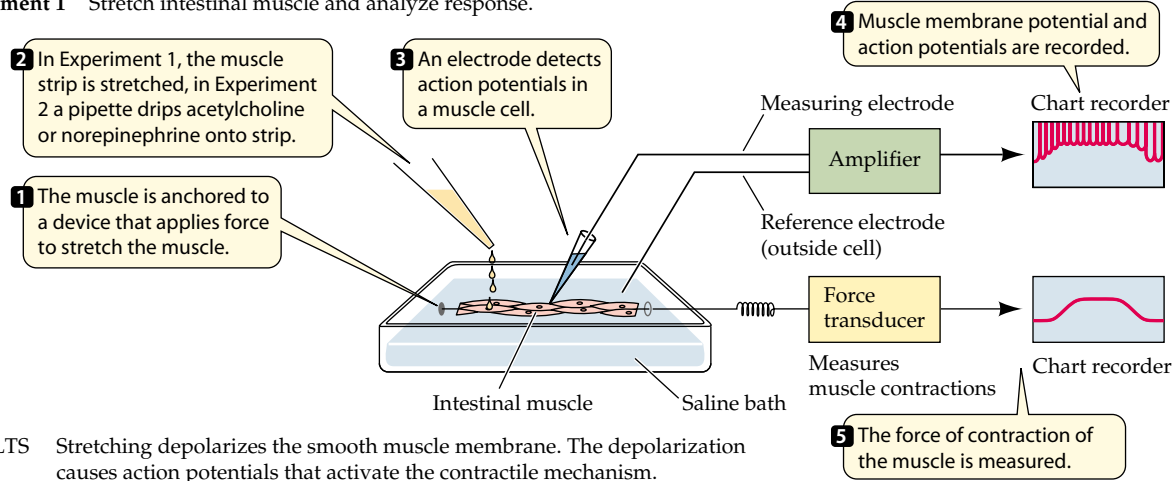 ment 1 Stretch intestinal muscle and analyze response.
2 In Experiment 1, the muscle
strip is stretched, in Experiment
2 a pipette drips acetylcholine
or norepinephrine onto strip.
3 An electrode detects
action potentials in
a muscle cell.
4 Muscle membrane potential and
action potentials are recorded.
1 The muscle is anchored to
a device that applies force
to stretch the muscle.
Measuring electrode
Chart recorder
Amplifier
Reference electrode
(outside cell)
Force
transducer
Measures
muscle contractions
Chart recorder
Intestinal muscle
Saline bath
5 The force of contraction of
the muscle is measured.
LTS Stretching depolarizes the smooth muscle membrane. The depolarization
causes action potentials that activate the contractile mechanism.